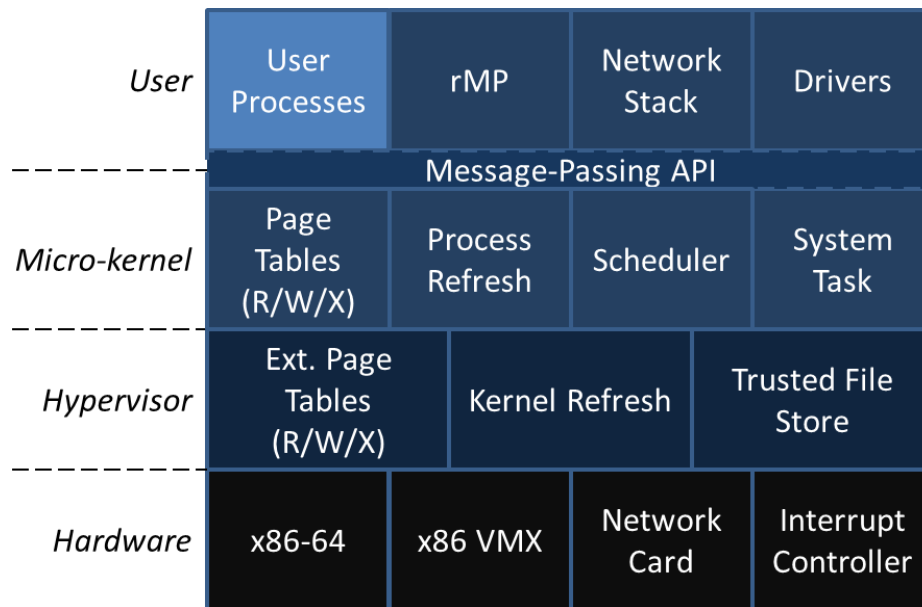 User
User
Processes
rMP
Network
Stack
Drivers
Message-Passing API
Micro-kernel
Page
Tables
(R/W/X)
Process
Refresh
Scheduler
System
Task
Hypervisor
Ext. Page
Tables
(R/W/X)
Kernel Refresh
Trusted File
Store
Hardware
x86-64
x86 VMX
Network
Card
Interrupt
Controller